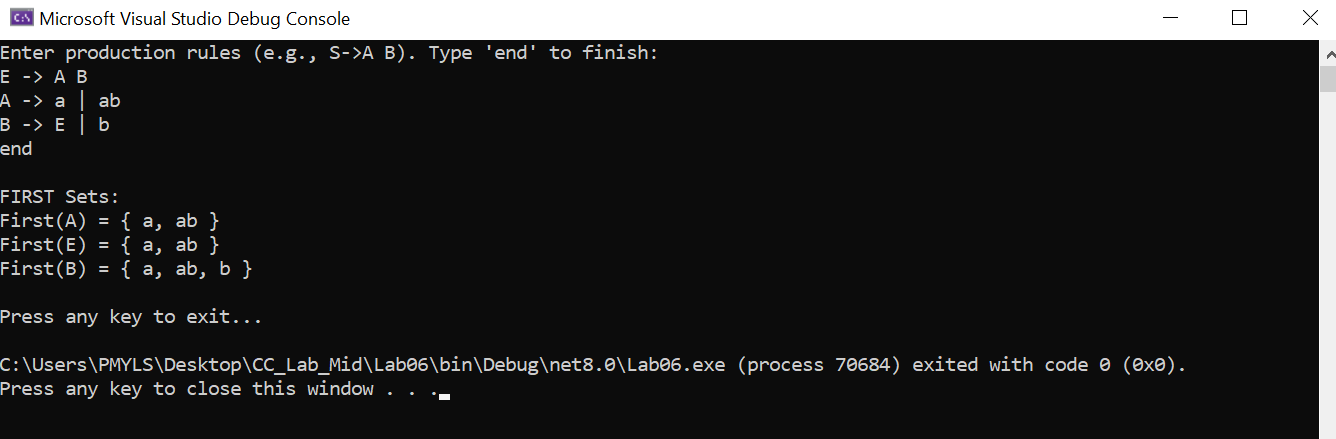 Microsoft Visual Studio Debug Console
Enter production rules (e.g., S->A B). Type 'end' to finish:
E -> A B
A -> a | ab
B -> E | b
end
FIRST Sets:
First(A) = { a, ab }
First(E) = { a, ab }
First(B) = { a, ab, b }
Press any key to exit...
C:\Users\PMYLS\Desktop\CC_Lab_Mid\Lab06\bin\Debug\net8.0\Lab06.exe (process 70684) exited with code 0 (0x0).
Press any key to close this window . . .